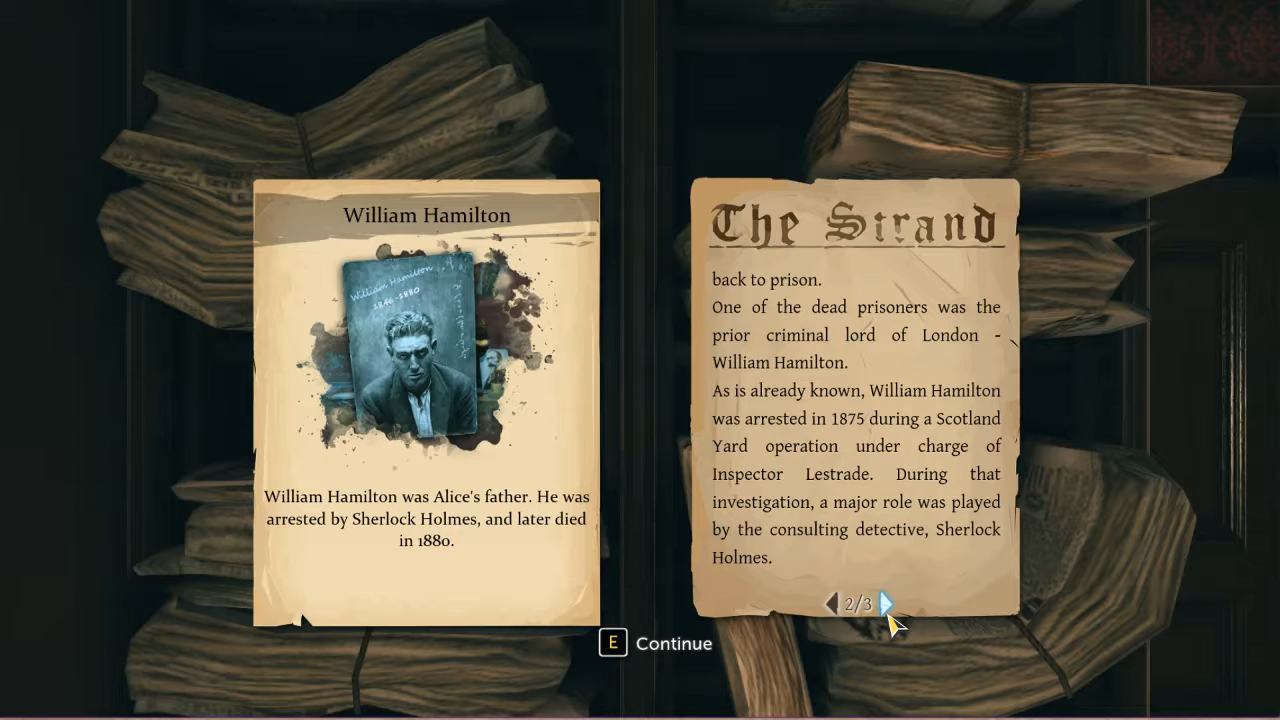 William Hamilton
William Hamilton
1846-1880
William Hamilton was Alice's father. He was
arrested by Sherlock Holmes, and later died
in 1880.
The Strand
back to prison.
One of the dead prisoners was the
prior criminal lord of London -
William Hamilton.
As is already known, William Hamilton
was arrested in 1875 during a Scotland
Yard operation under charge of
Inspector Lestrade. During that
investigation, a major role was played
by the consulting detective, Sherlock
Holmes.
2/3
E Continue